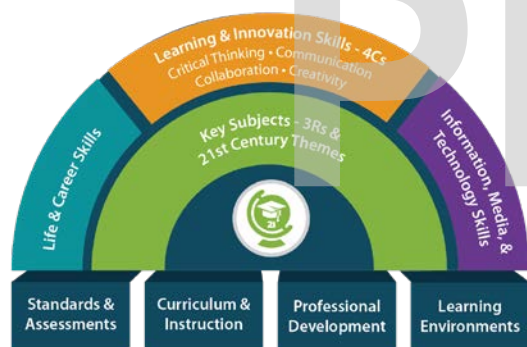 Learning & Innovation Skills - 4Cs
Critical Thinking • Communication
Collaboration • Creativity
Life & Career Skills
Key Subjects - 3Rs &
21st Century Themes
Information, Media, &
Technology Skills
21
Standards &
Assessments
Curriculum &
Instruction
Professional
Development
Learning
Environments